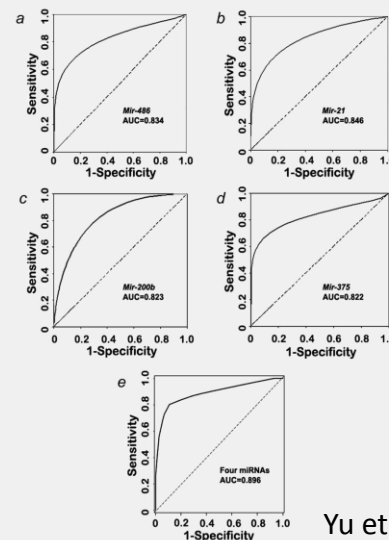 a
Sensitivity
0 0.2 0.4 0.6 0.8 1.0
Mir-486
AUC=0.834
0 0.2 0.4 0.6 0.8 1.0
1-Specificity
b
Sensitivity
0 0.2 0.4 0.6 0.8 1.0
Mir-21
AUC=0.846
0 0.2 0.4 0.6 0.8 1.0
1-Specificity
c
Sensitivity
0 0.2 0.4 0.6 0.8 1.0
Mir-200b
AUC=0.823
0 0.2 0.4 0.6 0.8 1.0
1-Specificity
d
Sensitivity
0 0.2 0.4 0.6 0.8 1.0
Mir-375
AUC=0.822
0 0.2 0.4 0.6 0.8 1.
1-Specificity
e
Sensitivity
0 0.2 0.4 0.6 0.8 1.0
Four miRNAs
AUC=0.896
0 0.2 0.4 0.6 0.8 1.0
1-Specificity
Yu et